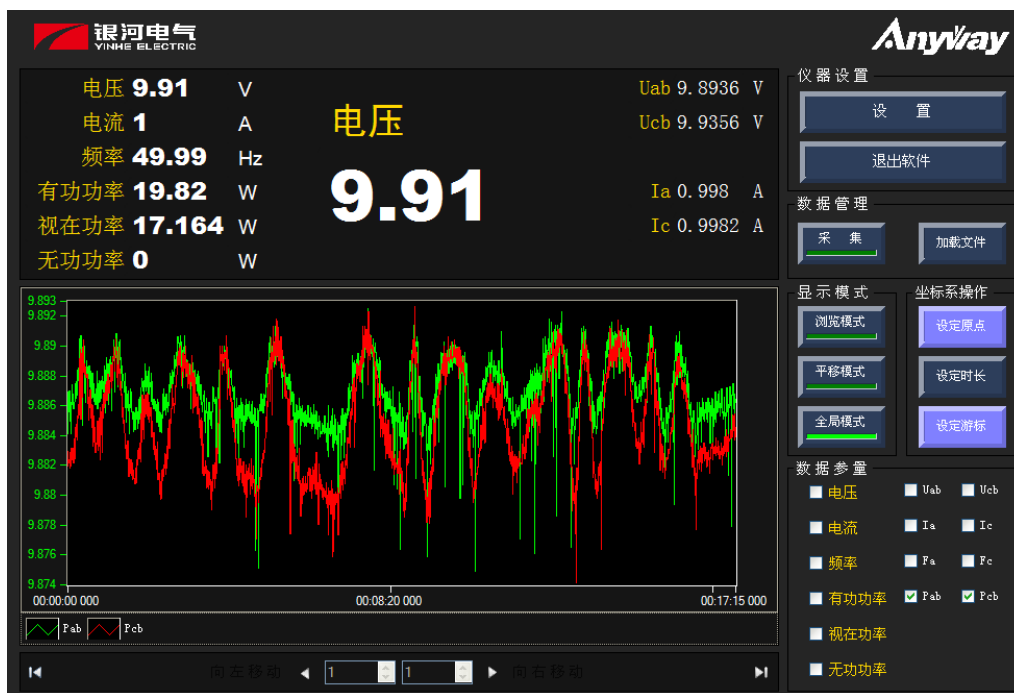 银河电气
YINHE ELECTRIC
Anyway
电压 9.91 V
电流 1 A
频率 49.99 Hz
有功功率 19.82 W
视在功率 17.164 W
无功功率 0 W
电压
9.91
Uab 9.8936 V
Ucb 9.9356 V
Ia 0.998 A
Ic 0.9982 A
仪器设置
设 置
退出软件
数据管理
采 集
加载文件
显示模式
浏览模式
平移模式
全局模式
坐标系操作
设定原点
设定时长
设定游标
9.893
9.892
9.89
9.888
9.886
9.884
9.882
9.88
9.878
9.876
9.874
00:00:00 000
00:08:20 000
00:17:15 000
Pab Pcb
数据参量
电压 Uab Ucb
电流 Ia Ic
频率 Fa Fc
有功功率 Pab Pcb
视在功率
无功功率
向左移动 1 1 向右移动